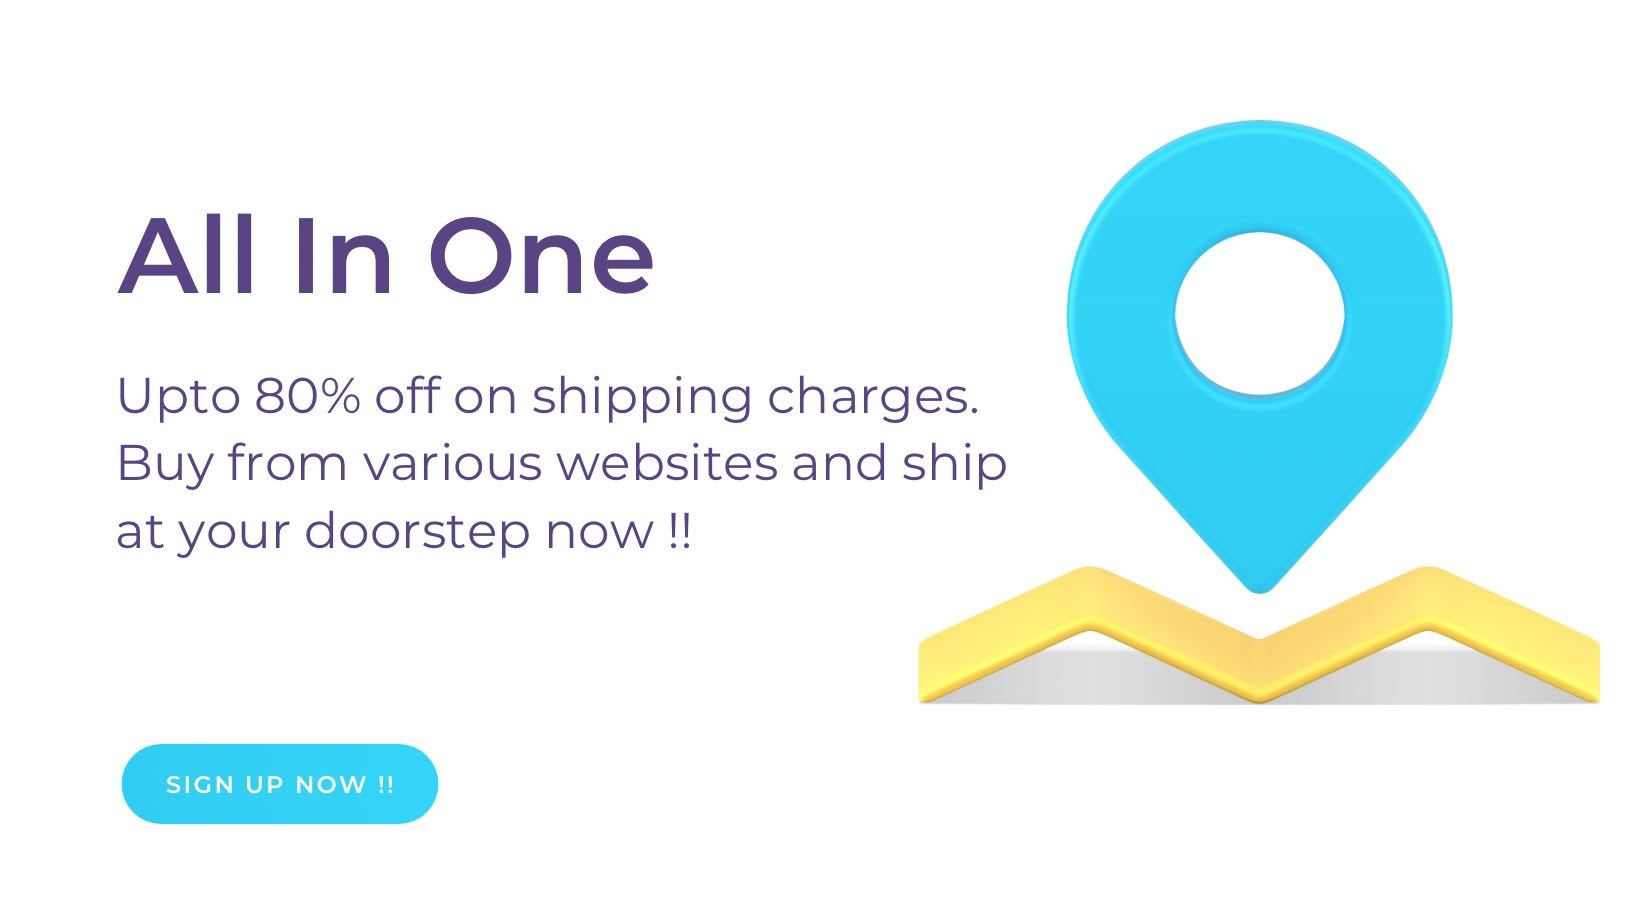 All In One
Upto 80% off on shipping charges.
Buy from various websites and ship
at your doorstep now !!
SIGN UP NOW !!